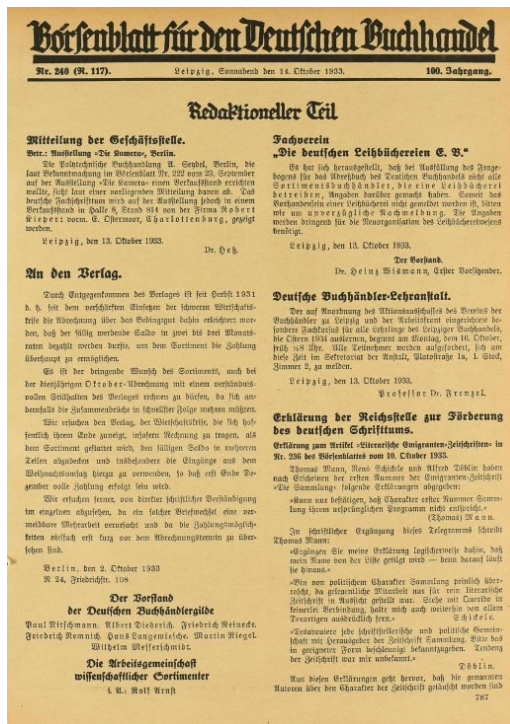 Börsenblatt für den Deutschen Buchhandel
Nr. 240 (R. 117).
Leipzig, Sonnabend den 14. Oktober 1933.
100. Jahrgang.
Redaktioneller Teil
Mitteilung der Geschäftsstelle.
Betr.: Ausstellung »Die Kamera«, Berlin.
Die Polytechnische Buchhandlung A. Seydel, Berlin, die
laut Bekanntmachung im Börsenblatt Nr. 222 vom 23. September
auf der Ausstellung »Die Kamera« einen Verkaufsstand errichten
wollte, sieht laut einer vorliegenden Mitteilung davon ab. Das
deutsche Fachschrifttum wird auf der Ausstellung jedoch in einem
Verkaufsstand in Halle 8, Stand 814 von der Firma Robert
Kiepert vorm. E. Ostermoor, Charlottenburg, gezeigt
werden.
Leipzig, den 13. Oktober 1933.
Dr. Heß.
An den Verlag.
Durch Entgegenkommen des Verlages ist seit Herbst 1931
d. h. seit dem verschärften Einsetzen der schweren Wirtschafts-
krise die Abrechnung über das Bedingtgut dahin erleichtert wor-
den, daß der fällig werdende Saldo in zwei bis drei Monats-
raten bezahlt werden durfte, um dem Sortiment die Zahlung
überhaupt zu ermöglichen.
Es ist der dringende Wunsch des Sortiments, auch bei
der diesjährigen Oktober-Abrechnung mit einem verständnis-
vollen Stillhalten des Verlages rechnen zu dürfen, da sich an-
dernfalls die Zusammenbrüche in schnellster Folge mehren müßten.
Wir ersuchen den Verlag, der Wirtschaftskrise, die sich hof-
fentlich ihrem Ende zuneigt, insofern Rechnung zu tragen, als
dem Sortiment gestattet wird, den fälligen Saldo in mehreren
Teilen abzudecken und insbesondere die Eingänge aus dem
Weihnachtsumsatz hierzu zu verwenden, so daß erst Ende De-
zember volle Zahlung erfolgt sein wird.
Wir ersuchen ferner, von direkter schriftlicher Verständigung
im einzelnen abzusehen, da ein solcher Briefwechsel eine ver-
meidbare Mehrarbeit verursacht und da die Zahlungsmöglich-
keiten vielfach erst kurz vor dem Abrechnungstermin zu über-
sehen sind.
Berlin, den 2. Oktober 1933
N 24, Friedrichstr. 108
Der Vorstand
der Deutschen Buchhändlergilde
Paul Nitschmann. Albert Diederich. Friedrich Reinecke.
Friedrich Nemnich. Hans Langewiesche. Martin Riegel.
Wilhelm Messerschmidt.
Die Arbeitsgemeinschaft
wissenschaftlicher Sortimenter
i. A.: Rolf Arnst
Fachverein
„Die deutschen Leihbüchereien E. V.“
Es hat sich herausgestellt, daß bei Ausfüllung des Frage-
bogens für das Adreßbuch des Deutschen Buchhandels nicht alle
Sortimentsbuchhändler, die eine Leihbücherei
betreiben, Angaben darüber gemacht haben. Soweit das
Vorhandensein einer Leihbücherei nicht gemeldet worden ist, bitten
wir um unverzügliche Nachmeldung. Die Angaben
werden dringend für die Neuorganisation des Leihbüchereiwesens
benötigt.
Leipzig, den 13. Oktober 1933.
Der Vorstand.
Dr. Heinz Wismann, Erster Vorsitzender.
Deutsche Buchhändler-Lehranstalt.
Der auf Anordnung des Aktionsausschusses des Vereins der
Buchhändler zu Leipzig und der Arbeitsfront eingerichtete be-
sondere Fachkursus für alle Lehrlinge des Leipziger Buchhandels,
die Ostern 1934 auslernen, beginnt am Montag, dem 16. Oktober,
früh ½8 Uhr. Alle Teilnehmer werden aufgefordert, sich um
diese Zeit im Sekretariat der Anstalt, Platostraße 1a, I. Stock,
Zimmer 2, zu melden.
Leipzig, den 13. Oktober 1933.
Professor Dr. Frenzel.
Erklärung der Reichsstelle zur Förderung
des deutschen Schrifttums.
Erklärung zum Artikel »Literarische Emigranten-Zeitschriften« in
Nr. 236 des Börsenblattes vom 10. Oktober 1933.
Thomas Mann, René Schickele und Alfred Döblin haben
nach Erscheinen der ersten Nummer der Emigranten-Zeitschrift
»Die Sammlung« folgende Erklärungen abgegeben:
»Kann nur bestätigen, daß Charakter erster Nummer Samm-
lung ihrem ursprünglichen Programm nicht entspricht.«
(Thomas) Mann.
In schriftlicher Ergänzung dieses Telegramms schreibt
Thomas Mann:
»Ergänzen Sie meine Erklärung logischerweise dahin, daß
mein Name von der Liste getilgt wird — denn darauf läuft
sie hinaus.«
»Bin von politischem Charakter Sammlung peinlich über-
rascht, da gelegentliche Mitarbeit nur für rein literarische
Zeitschrift in Aussicht gestellt war. Stehe mit Querido in
keinerlei Verbindung, halte mich auch weiterhin von allem
Derartigen ausdrücklich fern.« Schickele.
»Desavouiere jede schriftstellerische und politische Gemein-
schaft mit Herausgeber der Zeitschrift Sammlung. Bitte das
in geeigneter Form beschleunigt bekanntzugeben. Tendenz
der Zeitschrift war mir unbekannt.«
Döblin.
Aus diesen Erklärungen geht hervor, daß die genannten
Autoren über den Charakter der Zeitschrift getäuscht worden sind
787